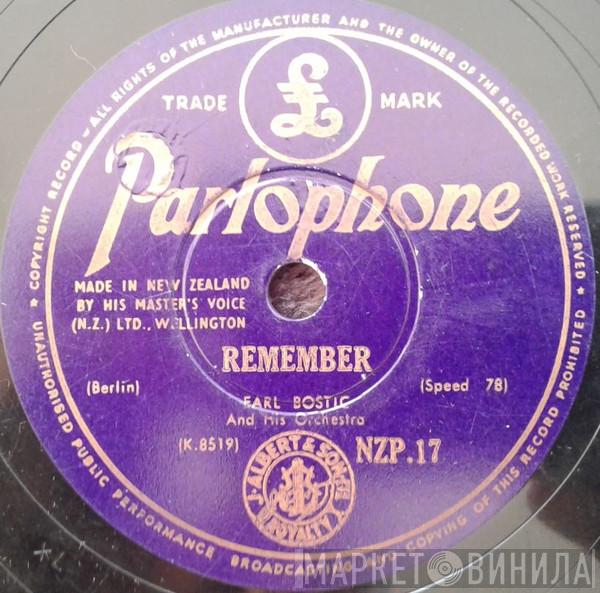 ★ COPYRIGHT RECORD - ALL RIGHTS OF THE MANUFACTURER AND THE OWNER OF THE RECORDED WORK RESERVED ★
UNAUTHORISED PUBLIC PERFORMANCE BROADCASTING AND COPYING OF THIS RECORD PROHIBITED
TRADE £ MARK
Parlophone
MADE IN NEW ZEALAND
BY HIS MASTER'S VOICE
(N.Z.) LTD., WELLINGTON
REMEMBER
(Berlin)
(Speed 78)
EARL BOSTIC
And His Orchestra
(K.8519)
NZP.17
J. ALBERT & SON
ROYALTY
МАРКЕТ ВИНИЛА